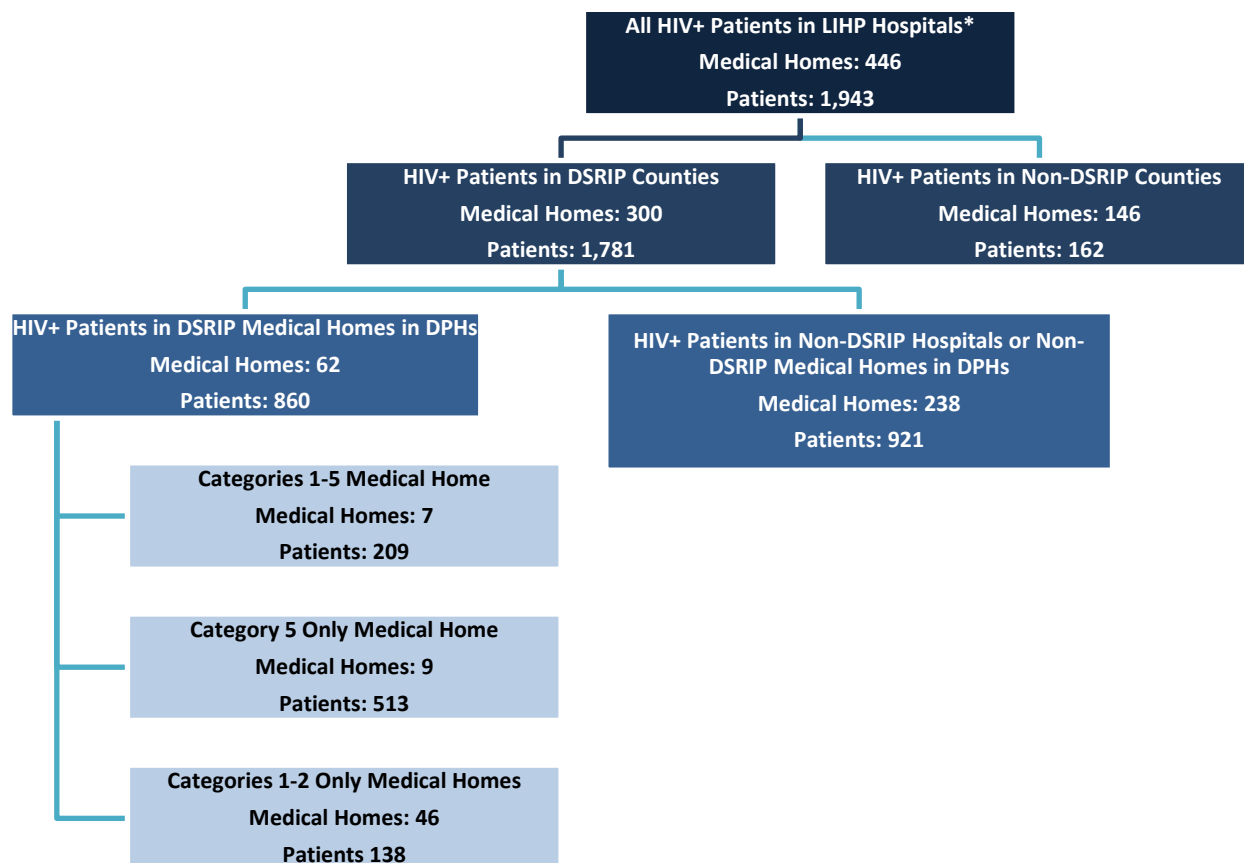 All HIV+ Patients in LIHP Hospitals*
Medical Homes: 446
Patients: 1,943
HIV+ Patients in DSRIP Counties
Medical Homes: 300
Patients: 1,781
HIV+ Patients in Non-DSRIP Counties
Medical Homes: 146
Patients: 162
HIV+ Patients in DSRIP Medical Homes in DPHs
Medical Homes: 62
Patients: 860
HIV+ Patients in Non-DSRIP Hospitals or Non-
DSRIP Medical Homes in DPHs
Medical Homes: 238
Patients: 921
Categories 1-5 Medical Home
Medical Homes: 7
Patients: 209
Category 5 Only Medical Home
Medical Homes: 9
Patients: 513
Categories 1-2 Only Medical Homes
Medical Homes: 46
Patients 138